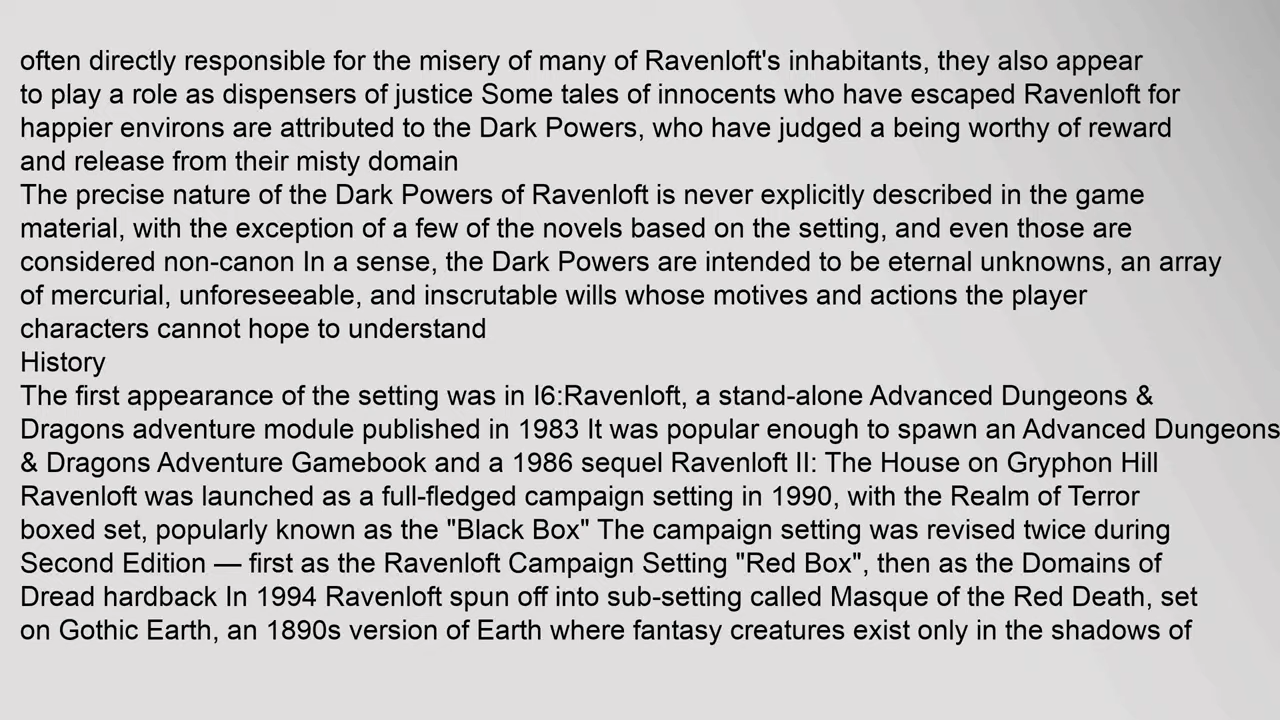 often directly responsible for the misery of many of Ravenloft's inhabitants, they also appear
to play a role as dispensers of justice Some tales of innocents who have escaped Ravenloft for
happier environs are attributed to the Dark Powers, who have judged a being worthy of reward
and release from their misty domain
The precise nature of the Dark Powers of Ravenloft is never explicitly described in the game
material, with the exception of a few of the novels based on the setting, and even those are
considered non-canon In a sense, the Dark Powers are intended to be eternal unknowns, an array
of mercurial, unforeseeable, and inscrutable wills whose motives and actions the player
characters cannot hope to understand
History
The first appearance of the setting was in I6:Ravenloft, a stand-alone Advanced Dungeons &
Dragons adventure module published in 1983 It was popular enough to spawn an Advanced Dungeons
& Dragons Adventure Gamebook and a 1986 sequel Ravenloft II: The House on Gryphon Hill
Ravenloft was launched as a full-fledged campaign setting in 1990, with the Realm of Terror
boxed set, popularly known as the "Black Box" The campaign setting was revised twice during
Second Edition — first as the Ravenloft Campaign Setting "Red Box", then as the Domains of
Dread hardback In 1994 Ravenloft spun off into sub-setting called Masque of the Red Death, set
on Gothic Earth, an 1890s version of Earth where fantasy creatures exist only in the shadows of